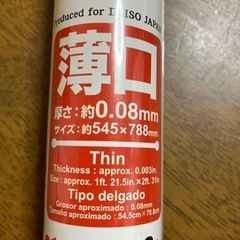 Produced for DAISO JAPAN
薄口
厚さ：約0.08mm
サイズ：約545×788mm
Thin
Thickness : approx. 0.003in.
Size : approx. 1ft. 21.5in.×2ft. 31in.
Tipo delgado
Grosor aproximado : 0.08mm
Tamaño aproximado : 54.5cm×78.8cm